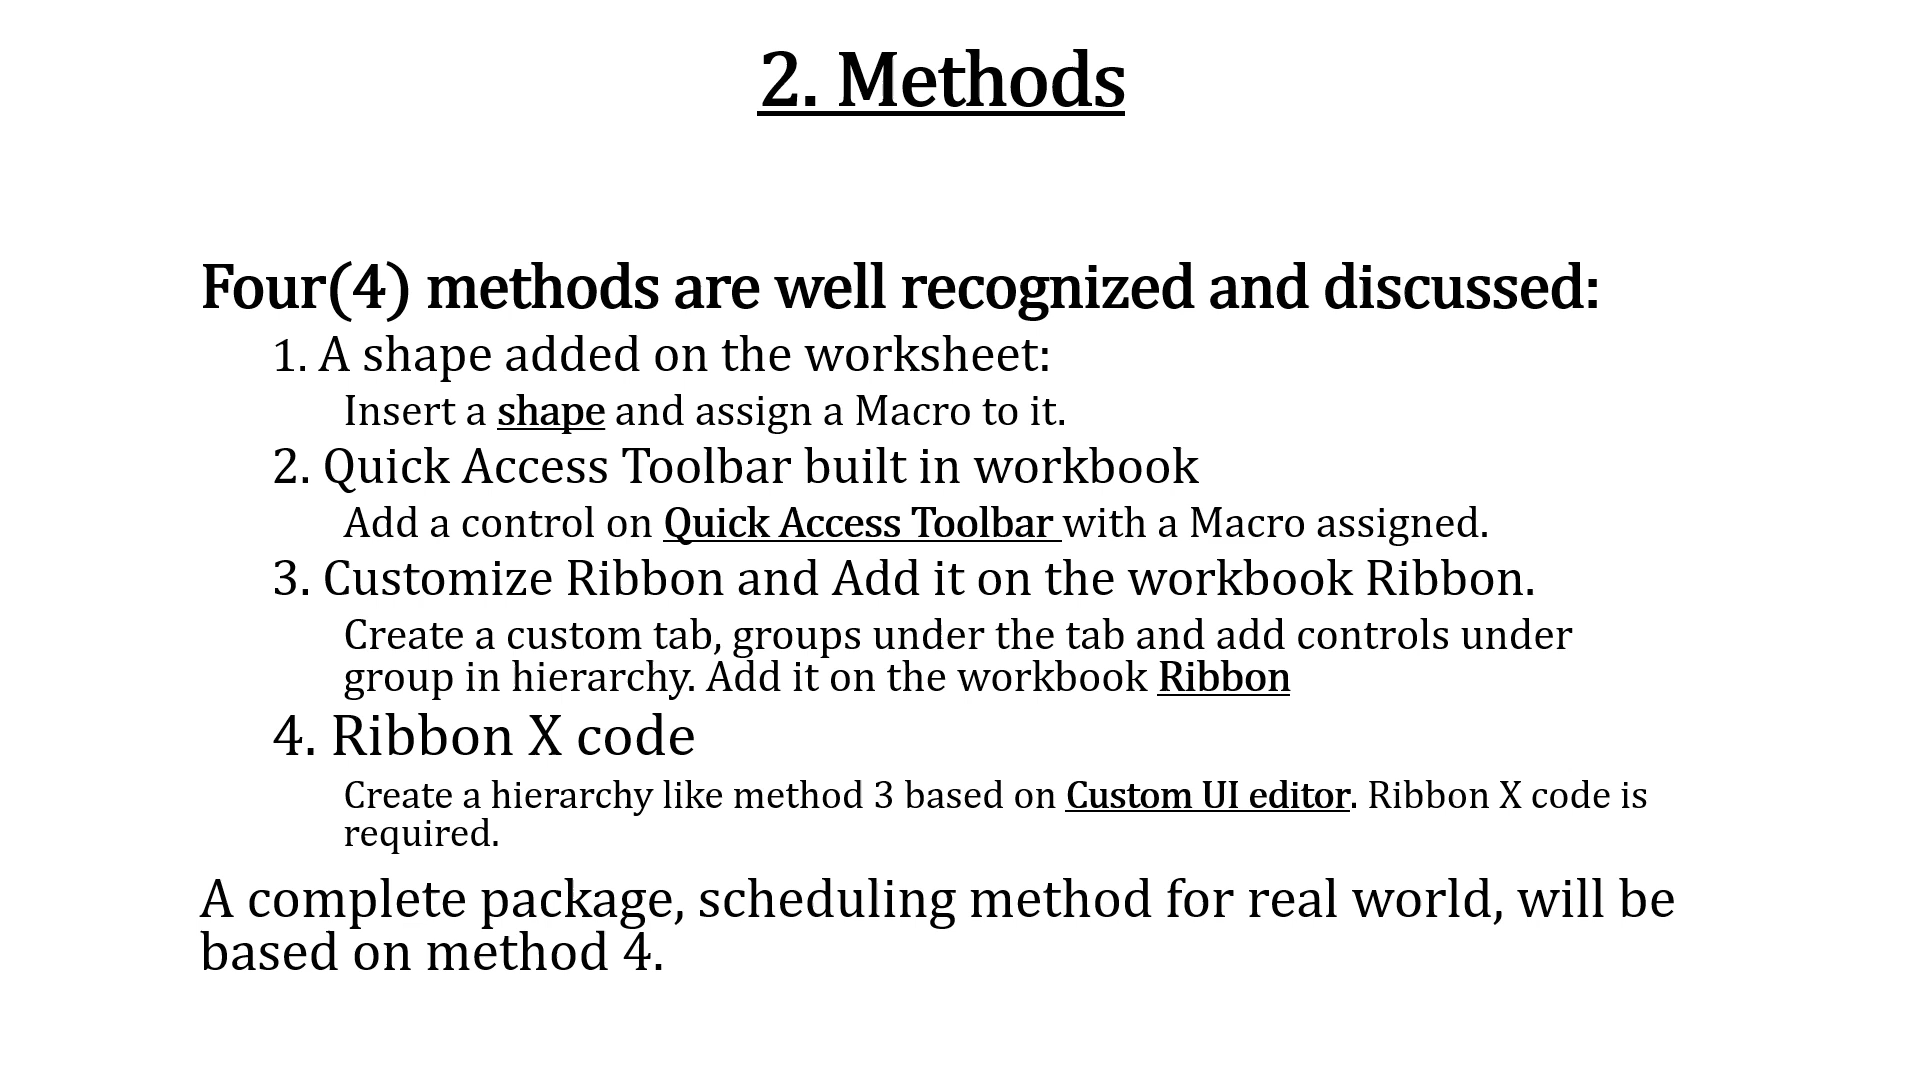 2. Methods
Four(4) methods are well recognized and discussed:
1. A shape added on the worksheet:
Insert a shape and assign a Macro to it.
2. Quick Access Toolbar built in workbook
Add a control on Quick Access Toolbar with a Macro assigned.
3. Customize Ribbon and Add it on the workbook Ribbon.
Create a custom tab, groups under the tab and add controls under
group in hierarchy. Add it on the workbook Ribbon
4. Ribbon X code
Create a hierarchy like method 3 based on Custom UI editor. Ribbon X code is
required.
A complete package, scheduling method for real world, will be
based on method 4.